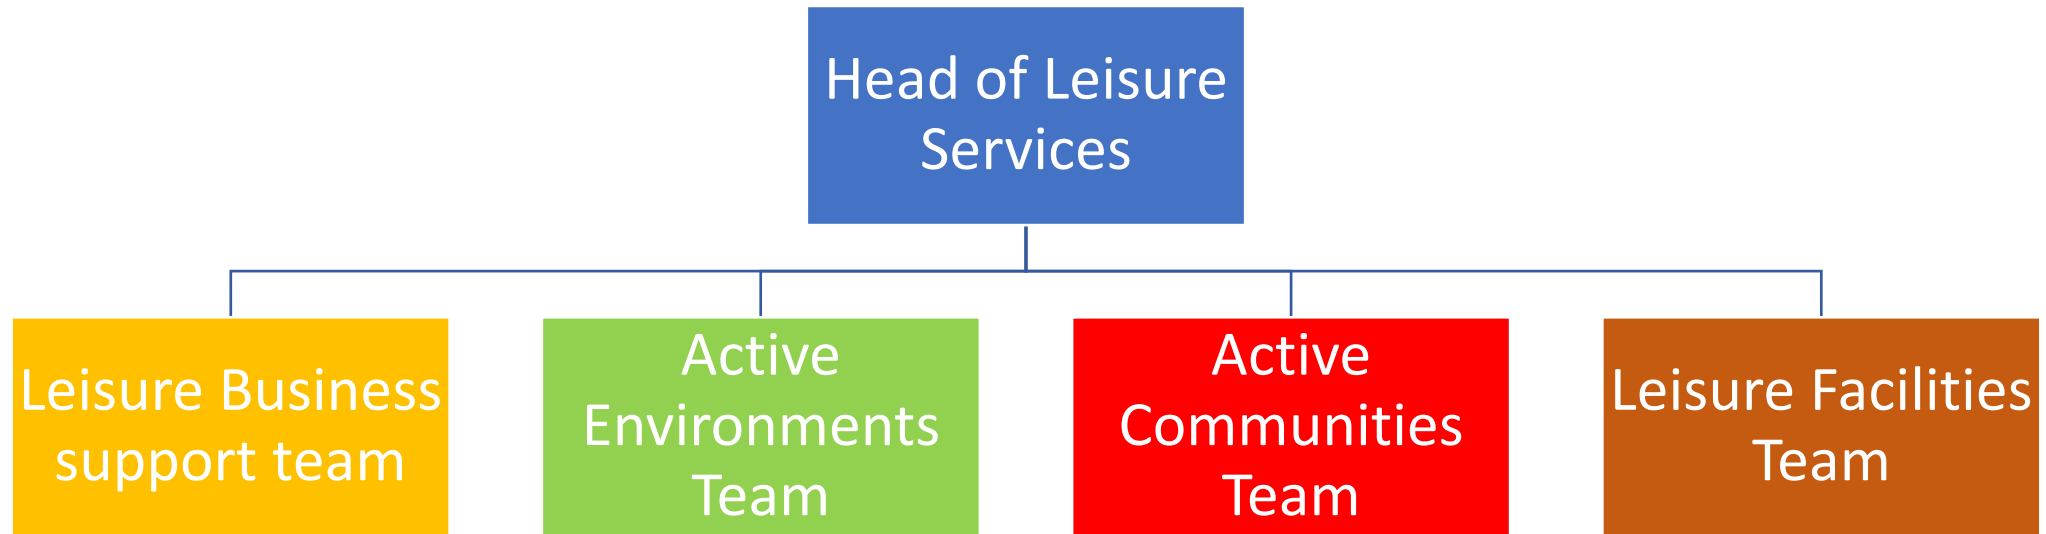 Head of Leisure
Services
Leisure Business
support team
Active
Environments
Team
Active
Communities
Team
Leisure Facilities
Team